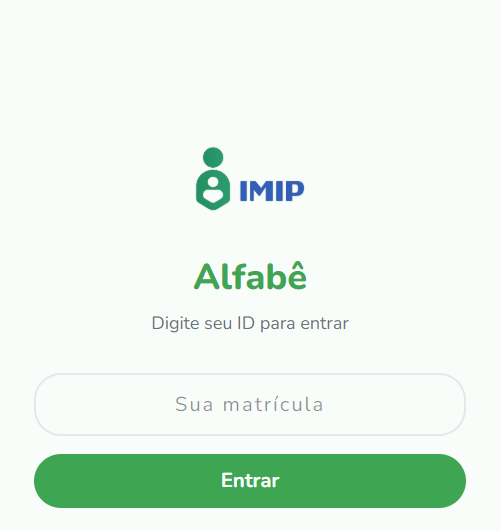 IMIP
Alfabê
Digite seu ID para entrar
Sua matrícula
Entrar